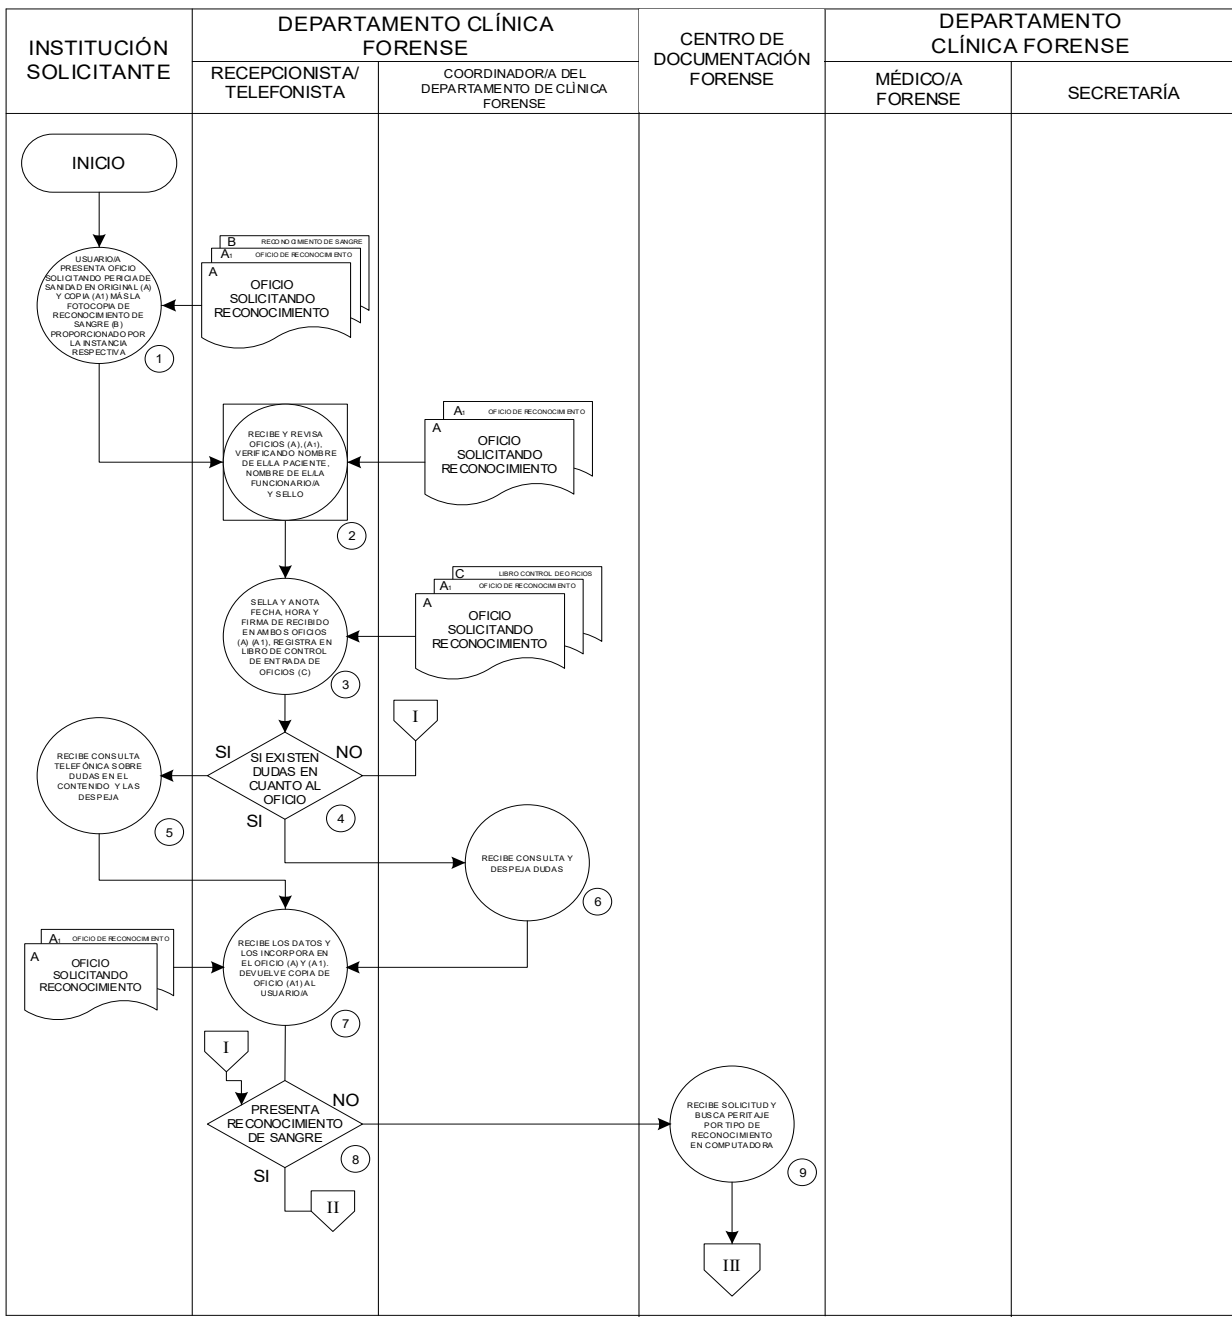 INSTITUCIÓN
SOLICITANTE
DEPARTAMENTO CLÍNICA
FORENSE
RECEPCIONISTA/
TELEFONISTA
COORDINADOR/A DEL
DEPARTAMENTO DE CLÍNICA
FORENSE
CENTRO DE
DOCUMENTACIÓN
FORENSE
DEPARTAMENTO
CLÍNICA FORENSE
MÉDICO/A
FORENSE
SECRETARÍA
INICIO
USUARIO/A
PRESENTA OFICIO
SOLICITANDO PERICIA DE
SANIDAD EN ORIGINAL (A)
Y COPIA (A1) MÁS LA
FOTOCOPIA DE
RECONOCIMIENTO DE
SANGRE (B)
PROPORCIONADO POR
LA INSTANCIA
RESPECTIVA
1
B RECONOCIMIENTO DE SANGRE
A1 OFICIO DE RECONOCIMIENTO
A
OFICIO
SOLICITANDO
RECONOCIMIENTO
RECIBE Y REVISA
OFICIOS (A), (A1),
VERIFICANDO NOMBRE
DE EL/LA PACIENTE,
NOMBRE DE EL/LA
FUNCIONARIO/A
Y SELLO
2
A1 OFICIO DE RECONOCIMIENTO
A
OFICIO
SOLICITANDO
RECONOCIMIENTO
SELLA Y ANOTA
FECHA, HORA Y
FIRMA DE RECIBIDO
EN AMBOS OFICIOS
(A) (A1), REGISTRA EN
LIBRO DE CONTROL
DE ENTRADA DE
OFICIOS (C)
3
C LIBRO CONTROL DE OFICIOS
A1 OFICIO DE RECONOCIMIENTO
A
OFICIO
SOLICITANDO
RECONOCIMIENTO
I
SI
NO
SI EXISTEN
DUDAS EN
CUANTO AL
OFICIO
SI
4
RECIBE CONSULTA
TELEFÓNICA SOBRE
DUDAS EN EL
CONTENIDO Y LAS
DESPEJA
5
RECIBE CONSULTA Y
DESPEJA DUDAS
6
A1 OFICIO DE RECONOCIMIENTO
A
OFICIO
SOLICITANDO
RECONOCIMIENTO
RECIBE LOS DATOS Y
LOS INCORPORA EN
EL OFICIO (A) Y (A1).
DEVUELVE COPIA DE
OFICIO (A1) AL
USUARIO/A
7
I
PRESENTA
RECONOCIMIENTO
DE SANGRE
NO
SI
8
II
RECIBE SOLICITUD Y
BUSCA PERITAJE
POR TIPO DE
RECONOCIMIENTO
EN COMPUTADORA
9
III